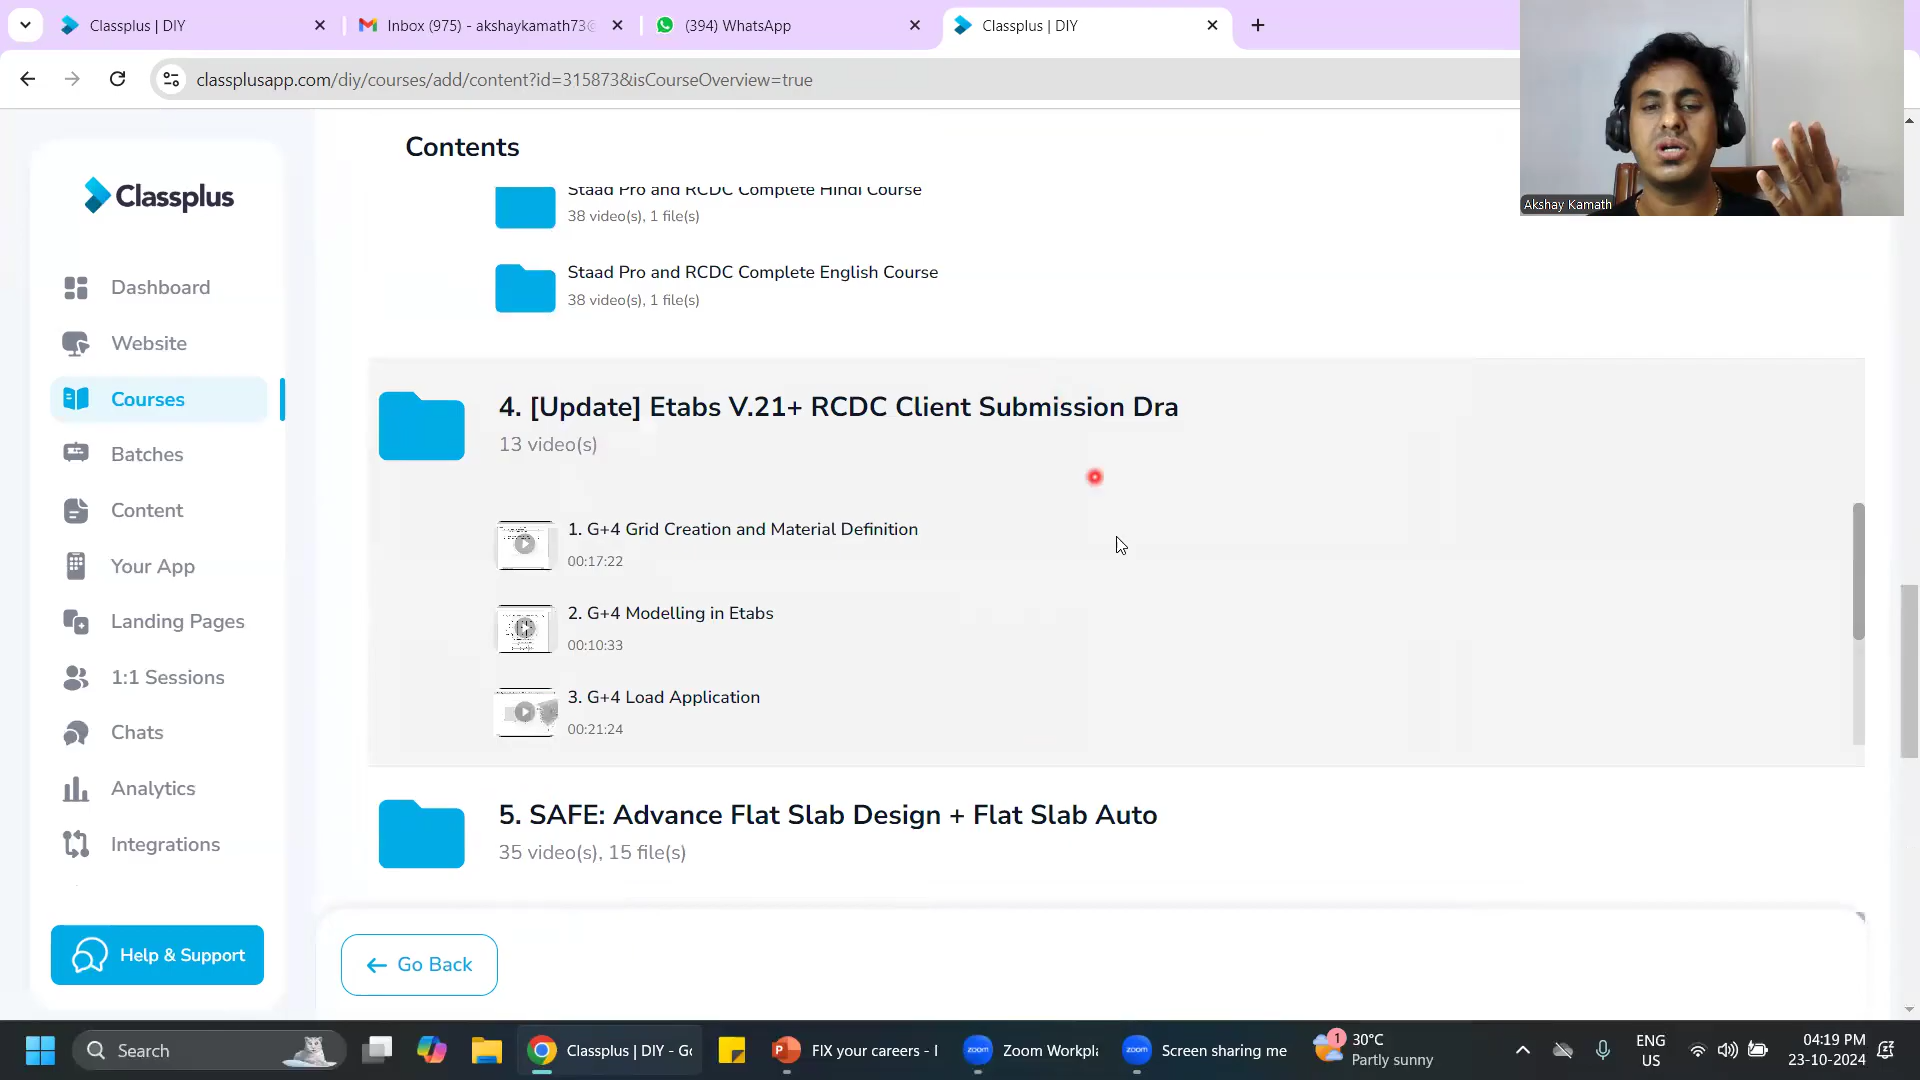 Classplus | DIY
Inbox (975) - akshaykamath73@
(394) WhatsApp
Classplus | DIY
classplusapp.com/diy/courses/add/content?id=315873&isCourseOverview=true
Akshay Kamath
Classplus
Dashboard
Website
Courses
Batches
Content
Your App
Landing Pages
1:1 Sessions
Chats
Analytics
Integrations
Help & Support
Contents
Staad Pro and RCDC Complete Hindi Course
38 video(s), 1 file(s)
Staad Pro and RCDC Complete English Course
38 video(s), 1 file(s)
4. [Update] Etabs V.21+ RCDC Client Submission Dra
13 video(s)
1. G+4 Grid Creation and Material Definition
00:17:22
2. G+4 Modelling in Etabs
00:10:33
3. G+4 Load Application
00:21:24
5. SAFE: Advance Flat Slab Design + Flat Slab Auto
35 video(s), 15 file(s)
Go Back
Search
Classplus | DIY - Go
FIX your careers - I
zoom
Zoom Workpla
zoom
Screen sharing me
1
30°C
Partly sunny
ENG
US
04:19 PM
23-10-2024